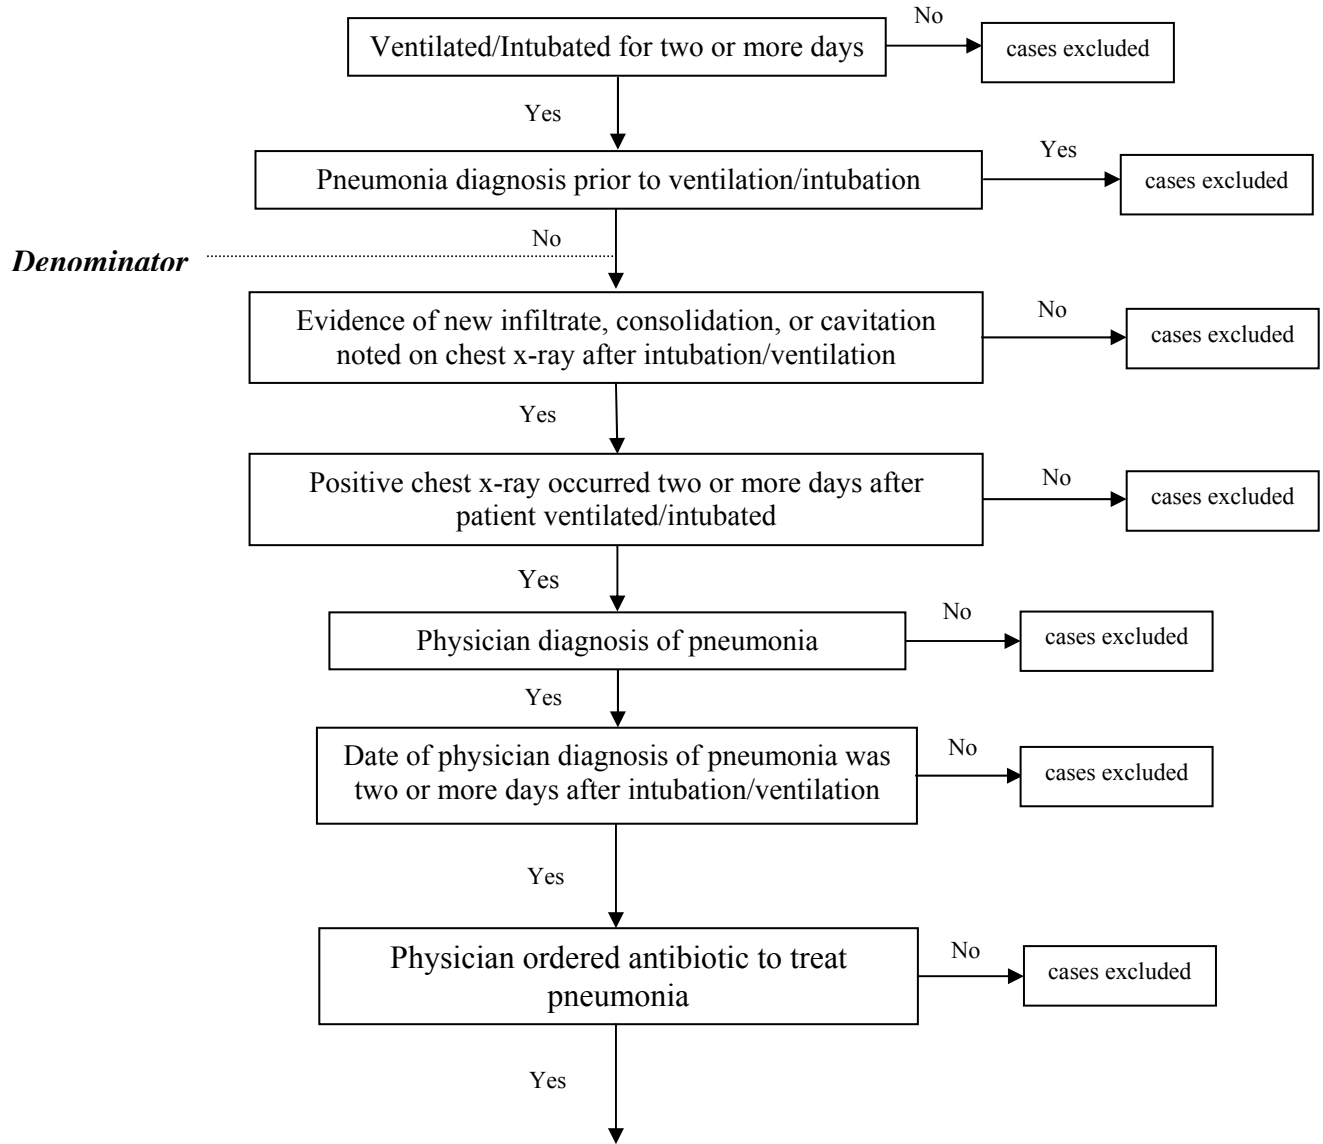 No
Ventilated/Intubated for two or more days
cases excluded
Yes
Yes
Pneumonia diagnosis prior to ventilation/intubation
cases excluded
No
Denominator
Evidence of new infiltrate, consolidation, or cavitation
noted on chest x-ray after intubation/ventilation
No
cases excluded
Yes
Positive chest x-ray occurred two or more days after
patient ventilated/intubated
No
cases excluded
Yes
Physician diagnosis of pneumonia
No
cases excluded
Yes
Date of physician diagnosis of pneumonia was
two or more days after intubation/ventilation
No
cases excluded
Yes
Physician ordered antibiotic to treat
pneumonia
No
cases excluded
Yes